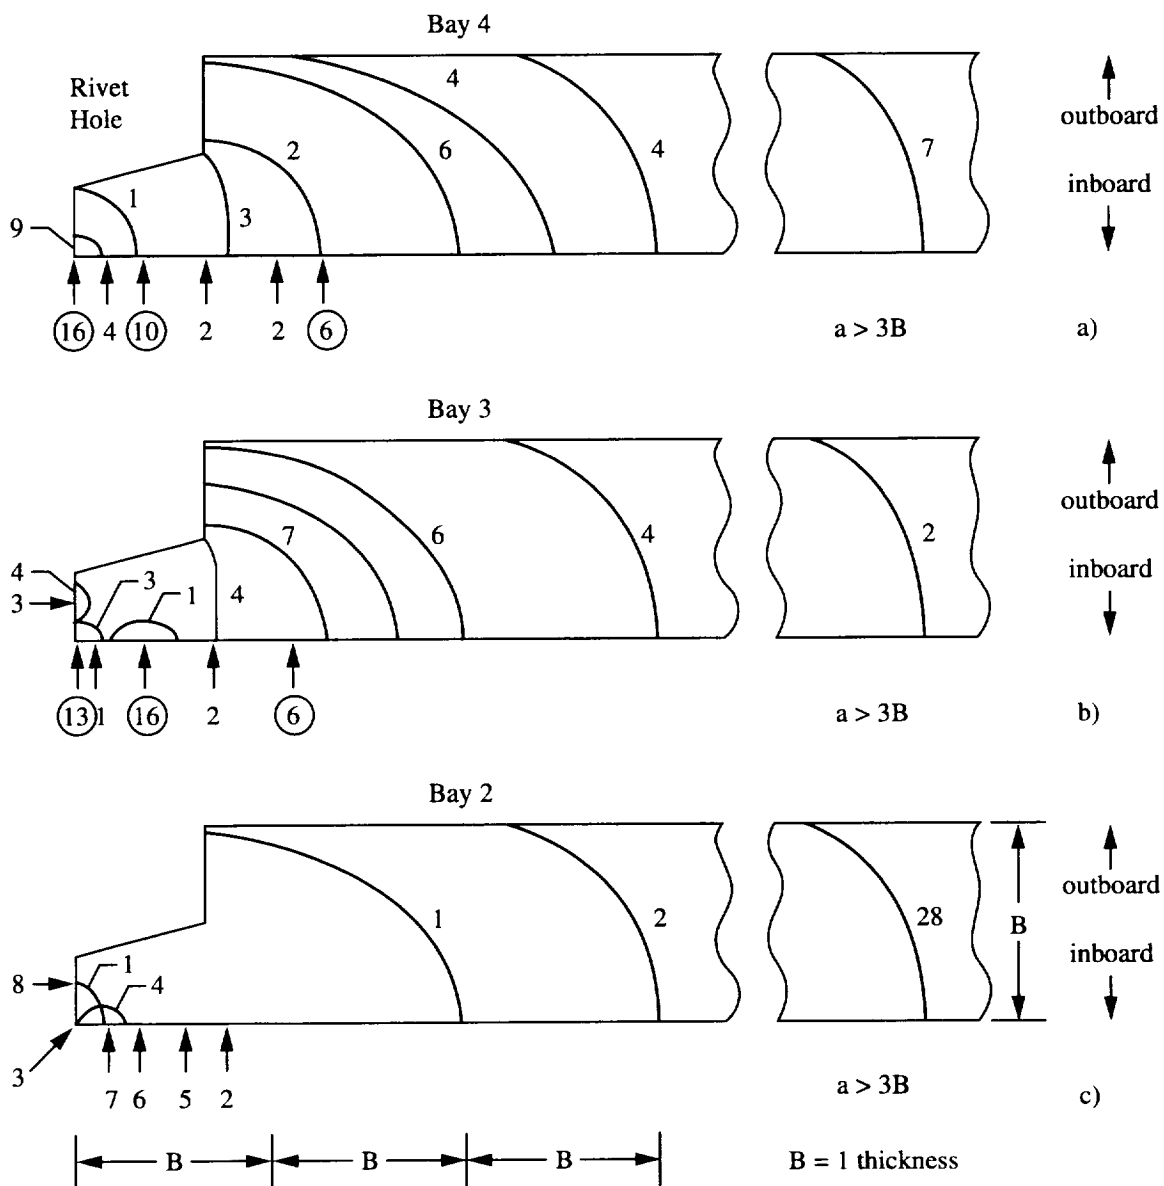 Bay 4
Rivet
Hole
4
outboard
2
6
4
7
inboard
1
3
9
16 4 10 2 2 6
a > 3B
a)
Bay 3
outboard
7
6
4
2
inboard
4
3
1
4
3
13 1 16 2 6
a > 3B
b)
Bay 2
outboard
1
2
28
B
inboard
1
8
4
3
7 6 5 2
a > 3B
c)
B B B
B = 1 thickness